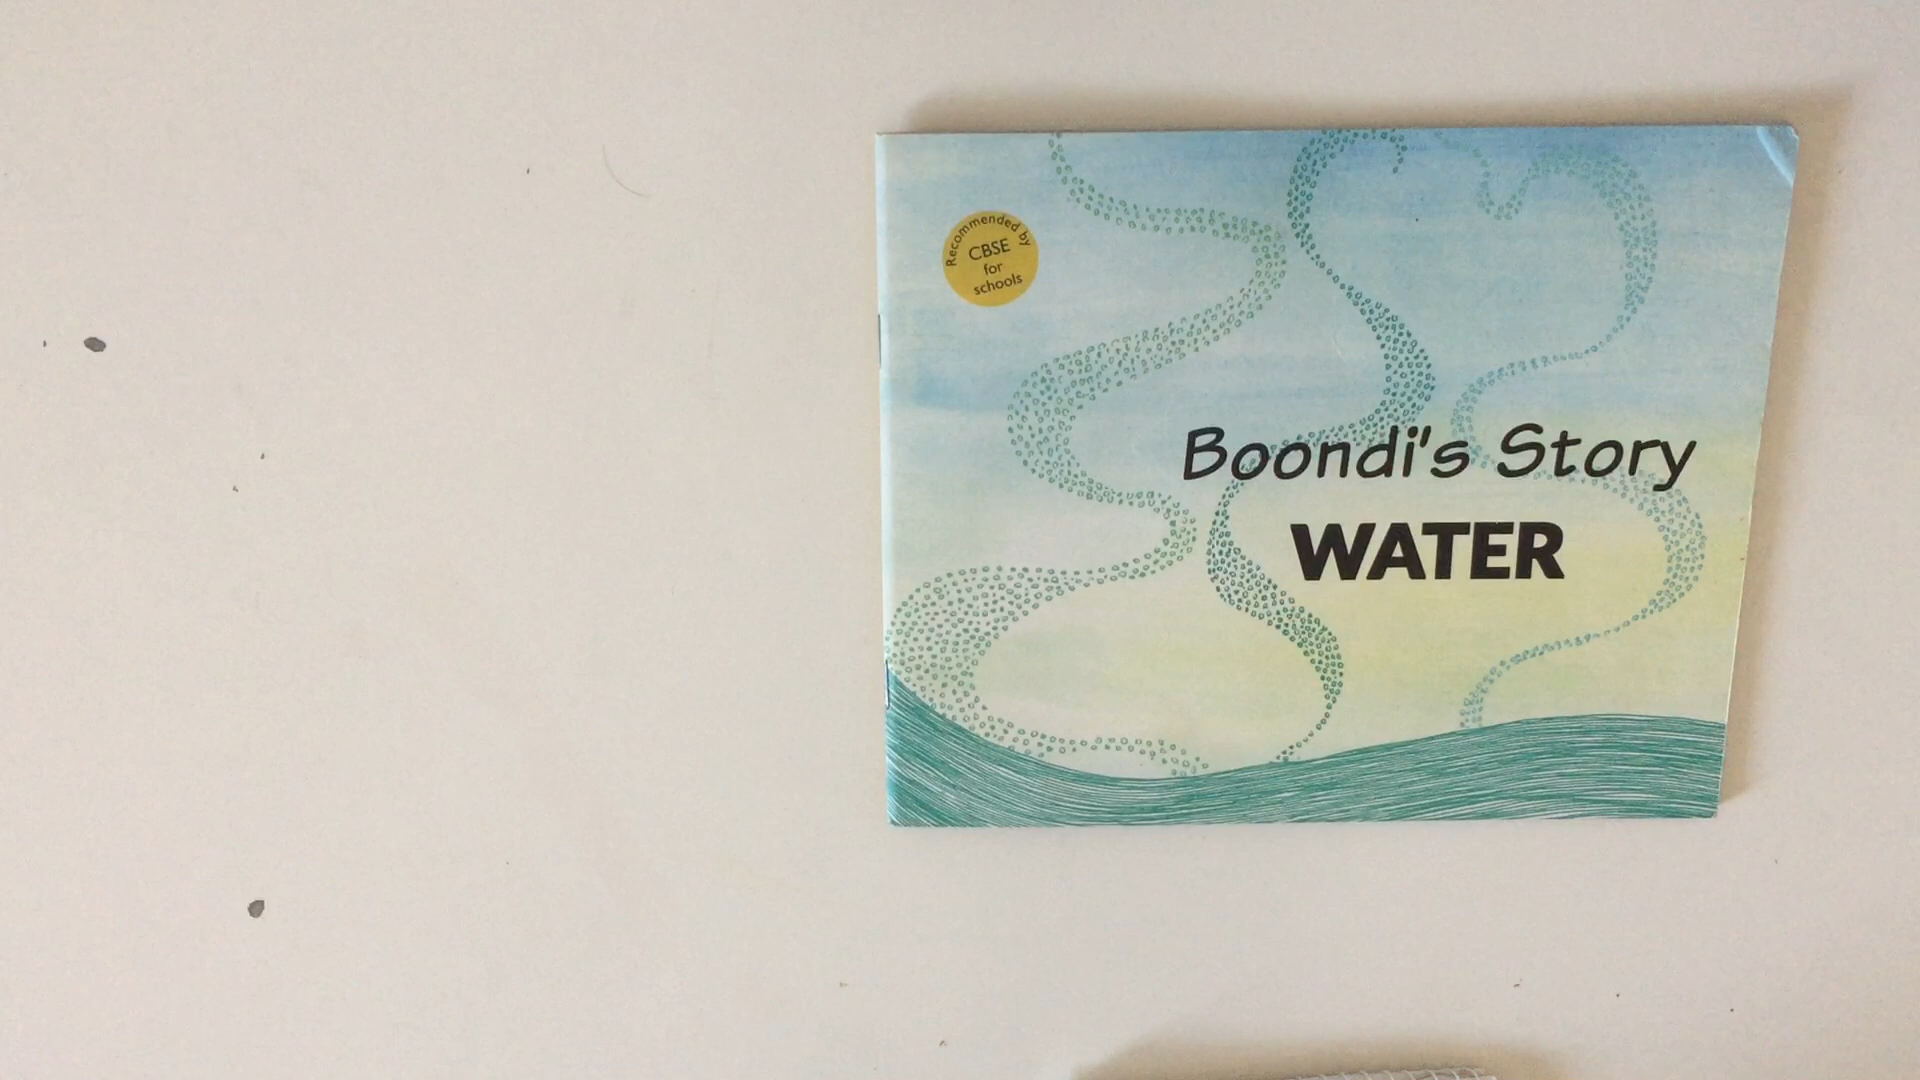 Recommended by
CBSE
for
schools
Boondi's Story
WATER